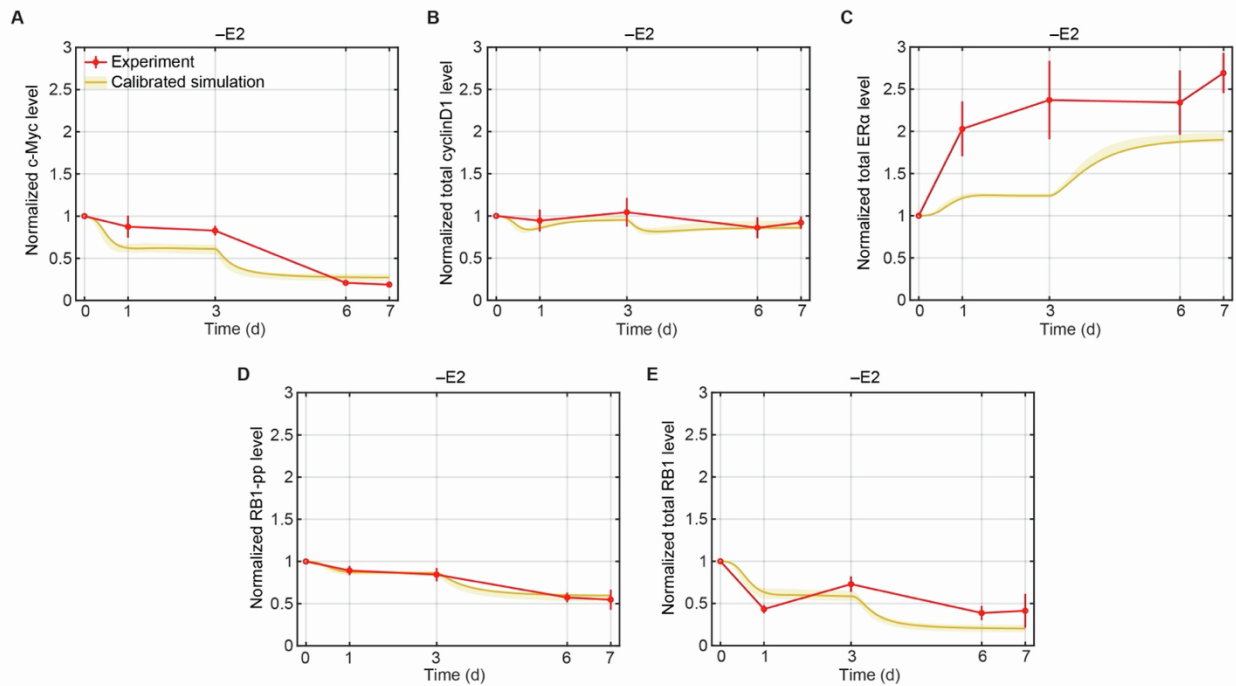 A
–E2
Normalized c-Myc level
3
2.5
2
1.5
1
0.5
0
Experiment
Calibrated simulation
0 1 3 6 7
Time (d)
B
–E2
Normalized total cyclinD1 level
3
2.5
2
1.5
1
0.5
0
0 1 3 6 7
Time (d)
C
–E2
Normalized total ERα level
3
2.5
2
1.5
1
0.5
0
0 1 3 6 7
Time (d)
D
–E2
Normalized RB1-pp level
3
2.5
2
1.5
1
0.5
0
0 1 3 6 7
Time (d)
E
–E2
Normalized total RB1 level
3
2.5
2
1.5
1
0.5
0
0 1 3 6 7
Time (d)